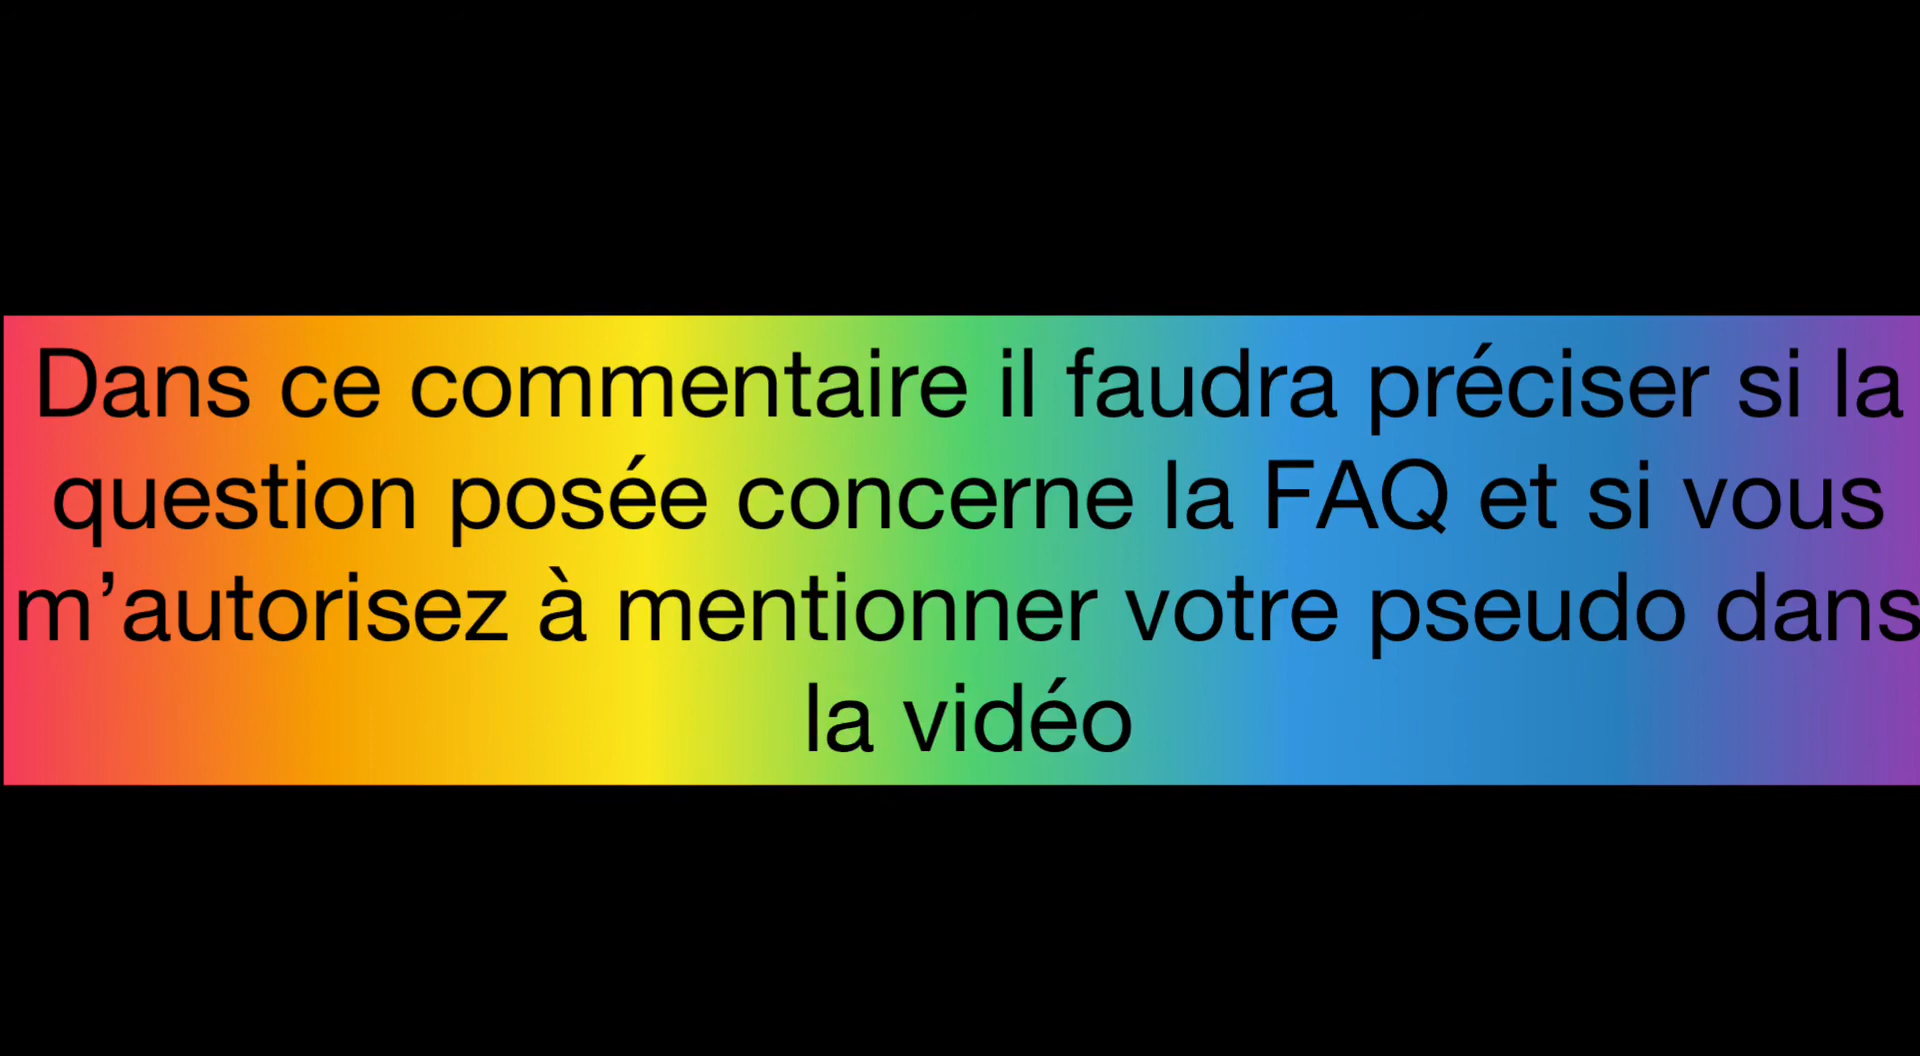 Dans ce commentaire il faudra préciser si la
question posée concerne la FAQ et si vous
m’autorisez à mentionner votre pseudo dans
la vidéo